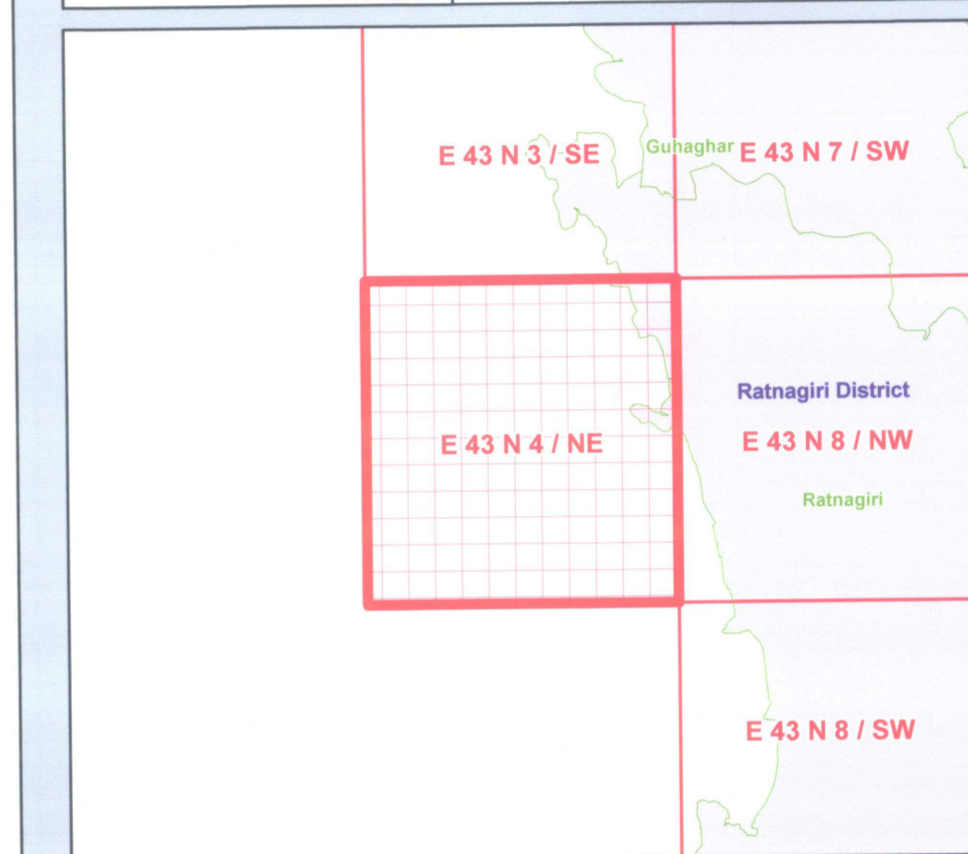 E 43 N 3 / SE
Guhaghar
E 43 N 7 / SW
Ratnagiri District
E 43 N 4 / NE
E 43 N 8 / NW
Ratnagiri
E 43 N 8 / SW